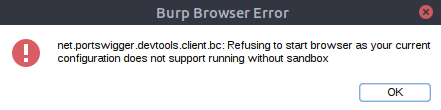 Burp Browser Error
net.portswigger.devtools.client.bc: Refusing to start browser as your current
configuration does not support running without sandbox
OK